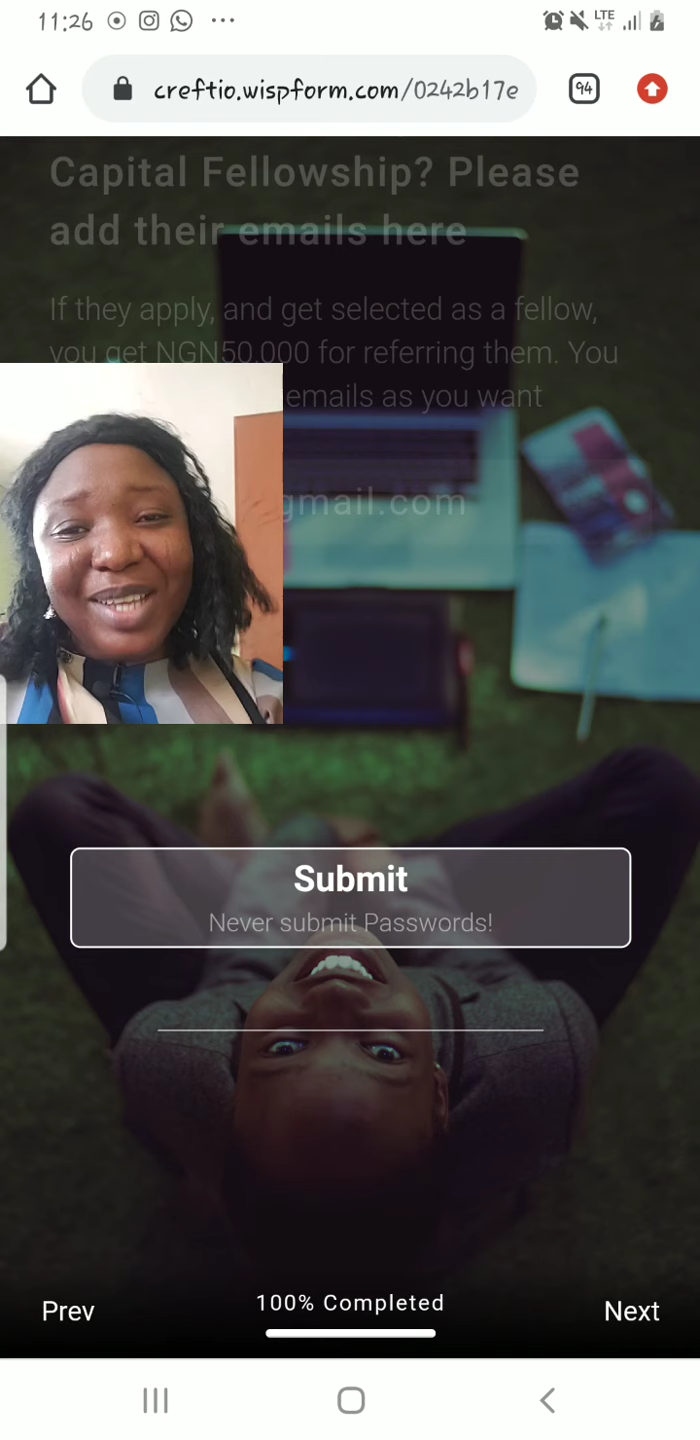 11:26
LTE
creftio.wispform.com/0242b17e
94
Capital Fellowship? Please
add their emails here
If they apply, and get selected as a fellow,
you get NGN50,000 for referring them. You
emails as you want
gmail.com
Submit
Never submit Passwords!
100% Completed
Prev
Next